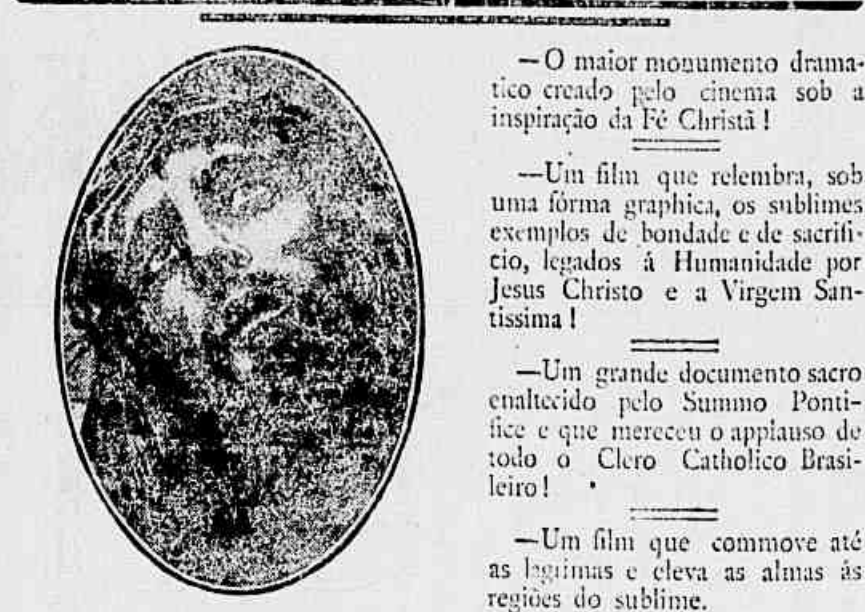 —O maior monumento drama-
tico creado pelo cinema sob a
inspiração da Fé Christã !
—Um film que relembra, sob
uma fórma graphica, os sublimes
exemplos de bondade e de sacrifi-
cio, legados á Humanidade por
Jesus Christo e a Virgem San-
tissima !
—Um grande documento sacro
enaltecido pelo Summo Ponti-
fice e que mereceu o applauso de
todo o Clero Catholico Brasi-
leiro !
—Um film que commove até
as lagrimas e eleva as almas ás
regiões do sublime.